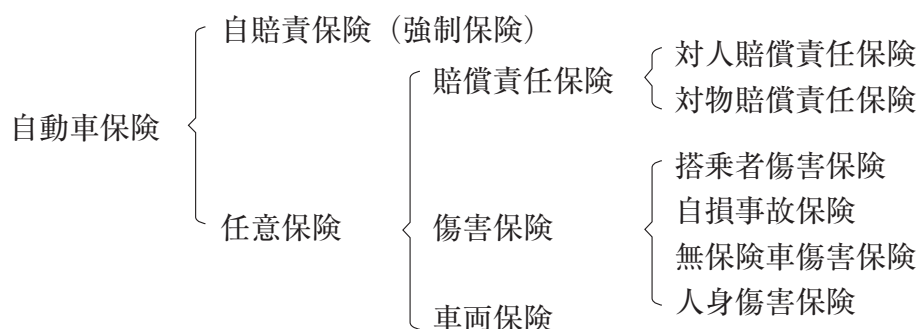 自動車保険
自賠責保険（強制保険）
任意保険
賠償責任保険
対人賠償責任保険
対物賠償責任保険
傷害保険
搭乗者傷害保険
自損事故保険
無保険車傷害保険
人身傷害保険
車両保険